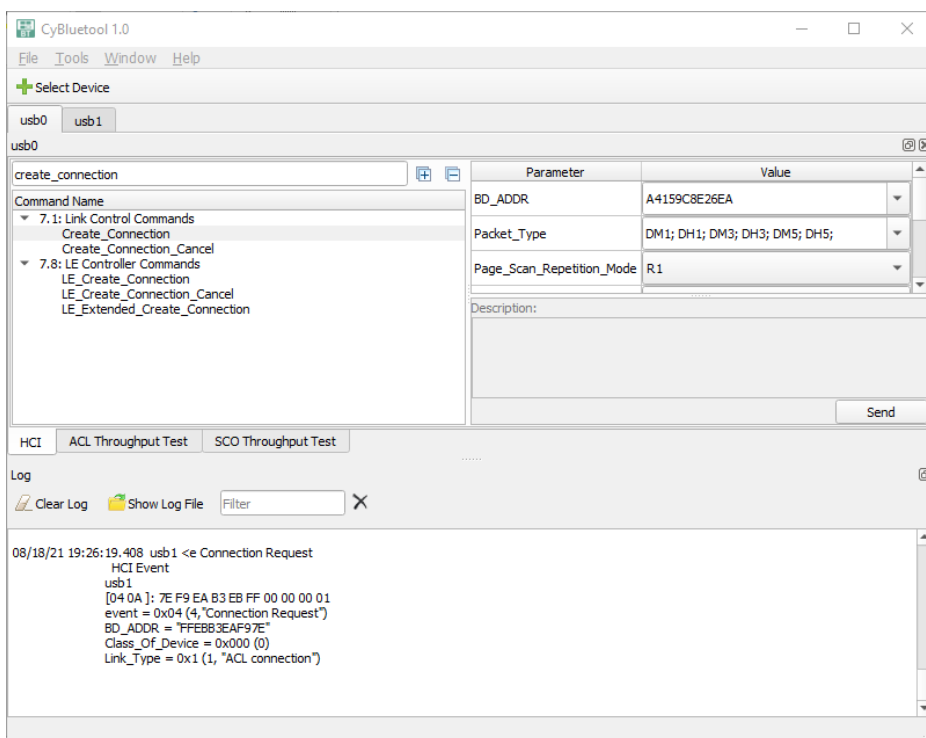 CyBluetool 1.0
File Tools Window Help
Select Device
usb0 usb1
usb0
create_connection
Command Name
7.1: Link Control Commands
Create_Connection
Create_Connection_Cancel
7.8: LE Controller Commands
LE_Create_Connection
LE_Create_Connection_Cancel
LE_Extended_Create_Connection
Parameter Value
BD_ADDR A4159C8E26EA
Packet_Type DM1; DH1; DM3; DH3; DM5; DH5;
Page_Scan_Repetition_Mode R1
Description:
Send
HCI ACL Throughput Test SCO Throughput Test
Log
Clear Log Show Log File Filter
08/18/21 19:26:19.408 usb1 <e Connection Request
HCI Event
usb1
[04 0A ]: 7E F9 EA B3 EB FF 00 00 00 01
event = 0x04 (4,"Connection Request")
BD_ADDR = "FFEBB3EAF97E"
Class_Of_Device = 0x000 (0)
Link_Type = 0x1 (1, "ACL connection")